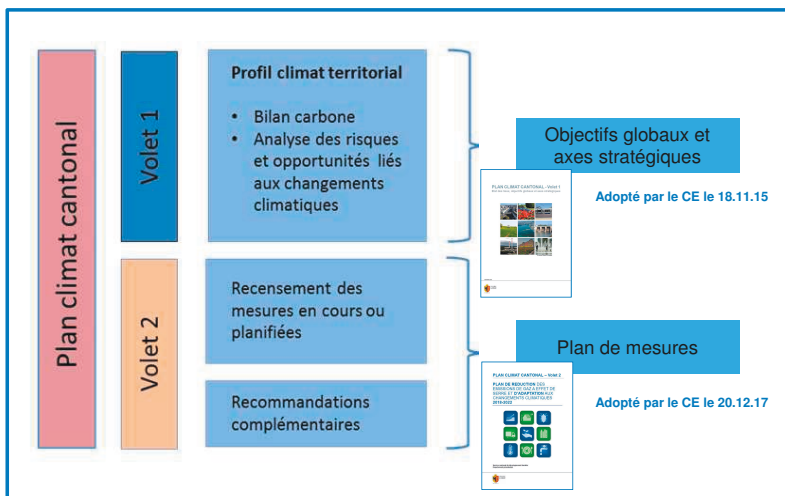 Plan climat cantonal
Volet 1
Profil climat territorial
• Bilan carbone
• Analyse des risques
et opportunités liés
aux changements
climatiques
Objectifs globaux et
axes stratégiques
PLAN CLIMAT CANTONAL - Volet 1
Adopté par le CE le 18.11.15
Volet 2
Recensement des
mesures en cours ou
planifiées
Recommandations
complémentaires
Plan de mesures
PLAN CLIMAT CANTONAL – Volet 2
PLAN DE REDUCTION DES
EMISSIONS DE GAZ A EFFET DE
SERRE ET D'ADAPTATION AUX
CHANGEMENTS CLIMATIQUES
Adopté par le CE le 20.12.17